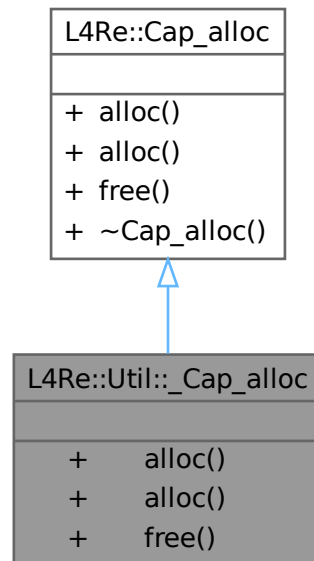 L4Re::Cap_alloc
+ alloc()
+ alloc()
+ free()
+ ~Cap_alloc()
L4Re::Util::_Cap_alloc
+ alloc()
+ alloc()
+ free()